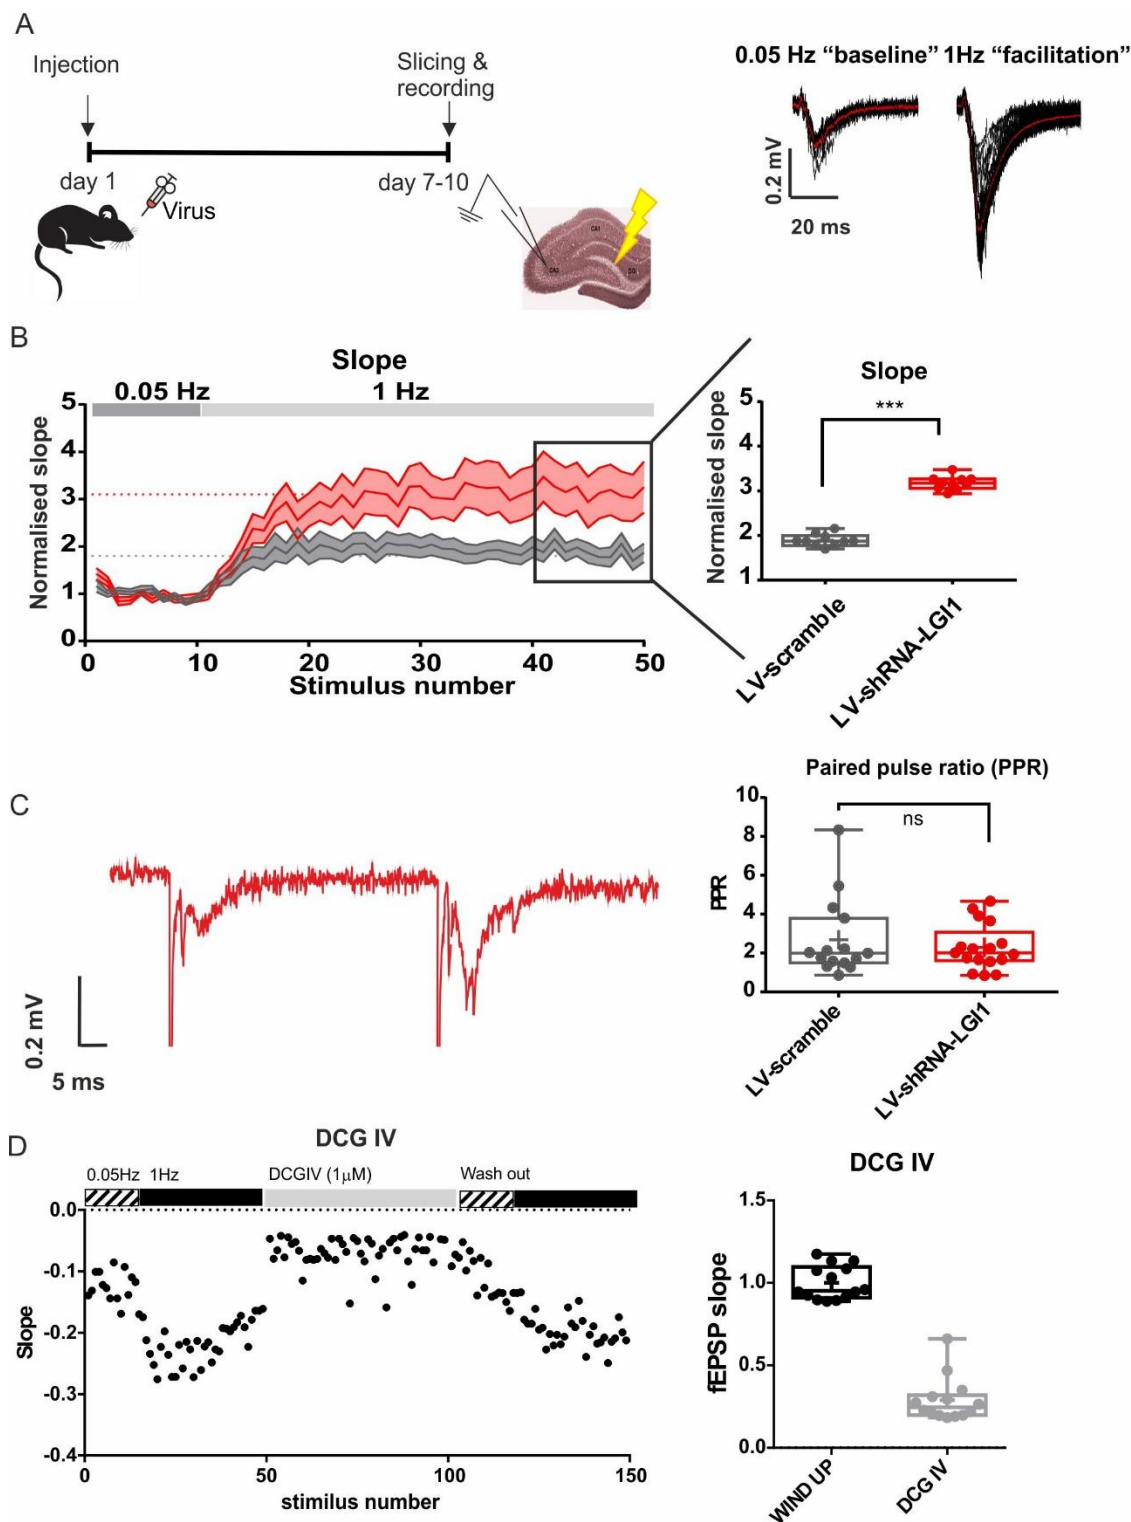 A
Injection
Slicing &
recording
day 1
Virus
day 7-10
CA1
CA3
DG
0.05 Hz “baseline” 1Hz “facilitation”
0.2 mV
20 ms
B
Slope
0.05 Hz
1 Hz
Normalised slope
5
4
3
2
1
0
0
10
20
30
40
50
Stimulus number
Slope
***
Normalised slope
5
4
3
2
1
LV-scramble
LV-shRNA-LGI1
C
0.2 mV
5 ms
Paired pulse ratio (PPR)
ns
PPR
10
8
6
4
2
0
LV-scramble
LV-shRNA-LGI1
D
DCG IV
0.05Hz
1Hz
DCGIV (1μM)
Wash out
Slope
0.0
-0.1
-0.2
-0.3
-0.4
0
50
100
150
stimilus number
DCG IV
fEPSP slope
1.5
1.0
0.5
0.0
WIND UP
DCG IV